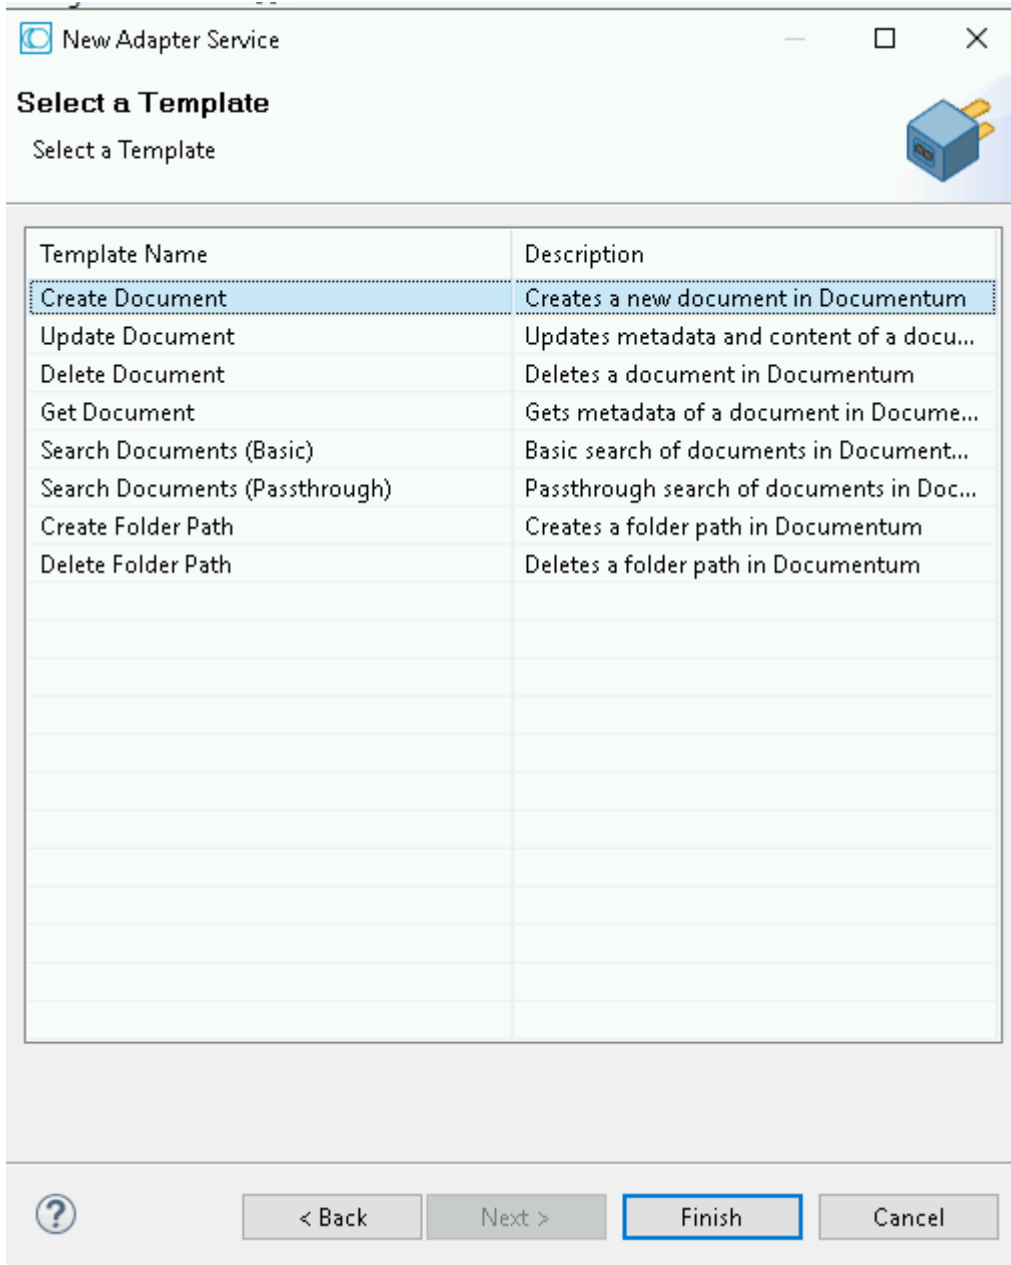 New Adapter Service
Select a Template
Select a Template
Template Name Description
Create Document Creates a new document in Documentum
Update Document Updates metadata and content of a docu...
Delete Document Deletes a document in Documentum
Get Document Gets metadata of a document in Docume...
Search Documents (Basic) Basic search of documents in Document...
Search Documents (Passthrough) Passthrough search of documents in Doc...
Create Folder Path Creates a folder path in Documentum
Delete Folder Path Deletes a folder path in Documentum
< Back Next > Finish Cancel